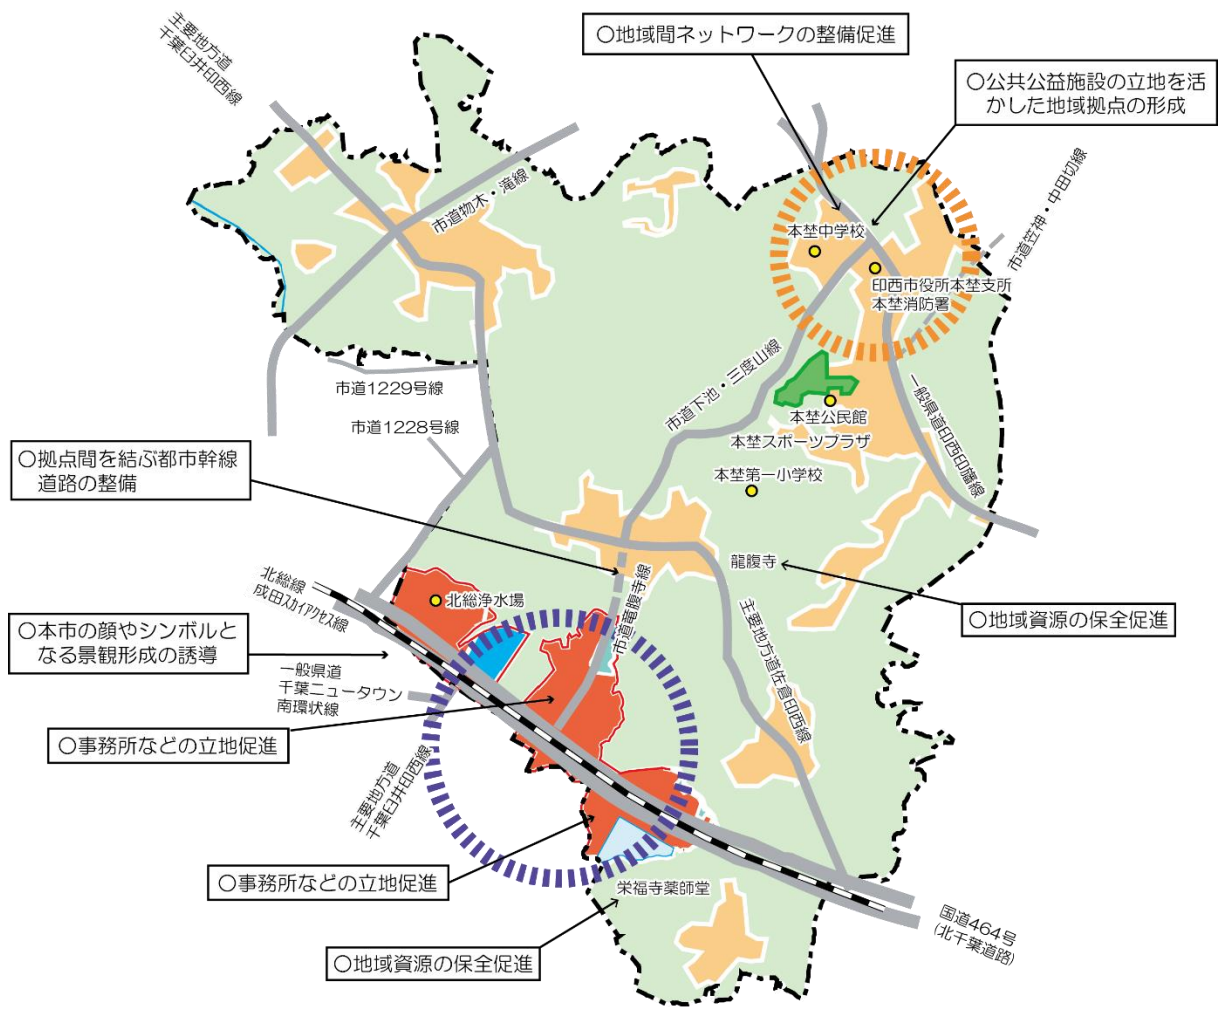 主要地方道
千葉臼井印西線
○地域間ネットワークの整備促進
○公共公益施設の立地を活
かした地域拠点の形成
市道物木・滝線
市道笠神・中田切線
本埜中学校
印西市役所本埜支所
本埜消防署
市道1229号線
市道下池・三度山線
一般県道印西印旛線
本埜公民館
本埜スポーツプラザ
市道1228号線
○拠点間を結ぶ都市幹線
道路の整備
本埜第一小学校
龍腹寺
北総線
成田スカイアクセス線
北総浄水場
市道竜腹寺線
主要地方道佐倉印西線
○地域資源の保全促進
○本市の顔やシンボルと
なる景観形成の誘導
一般県道
千葉ニュータウン
南環状線
○事務所などの立地促進
主要地方道
千葉臼井印西線
○事務所などの立地促進
栄福寺薬師堂
国道464号
(北千葉道路)
○地域資源の保全促進